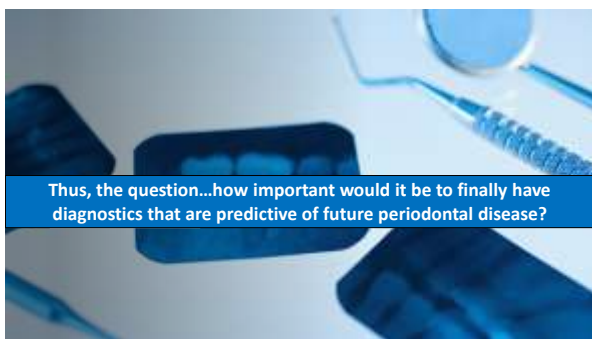 Thus, the question…how important would it be to finally have
diagnostics that are predictive of future periodontal disease?